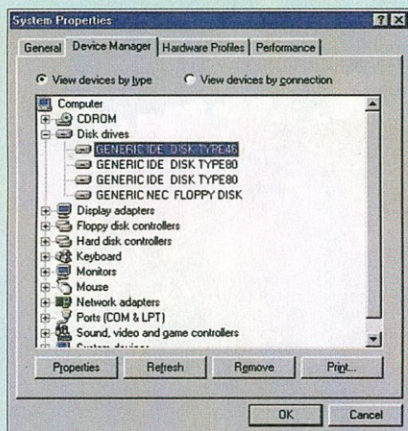 System Properties
General Device Manager Hardware Profiles Performance
View devices by type View devices by connection
Computer
CDROM
Disk drives
GENERIC IDE DISK TYPE46
GENERIC IDE DISK TYPE80
GENERIC IDE DISK TYPE80
GENERIC NEC FLOPPY DISK
Display adapters
Floppy disk controllers
Hard disk controllers
Keyboard
Monitors
Mouse
Network adapters
Ports (COM & LPT)
Sound, video and game controllers
System devices
Properties Refresh Remove Print...
OK Cancel